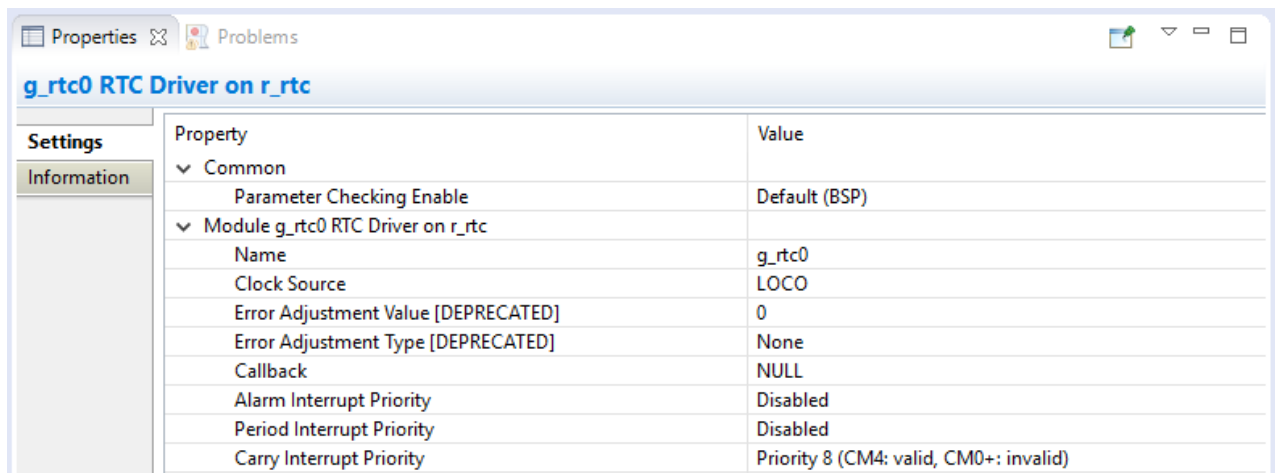 Properties Problems
g_rtc0 RTC Driver on r_rtc
Settings
Information
Property Value
Common
Parameter Checking Enable Default (BSP)
Module g_rtc0 RTC Driver on r_rtc
Name g_rtc0
Clock Source LOCO
Error Adjustment Value [DEPRECATED] 0
Error Adjustment Type [DEPRECATED] None
Callback NULL
Alarm Interrupt Priority Disabled
Period Interrupt Priority Disabled
Carry Interrupt Priority Priority 8 (CM4: valid, CM0+: invalid)